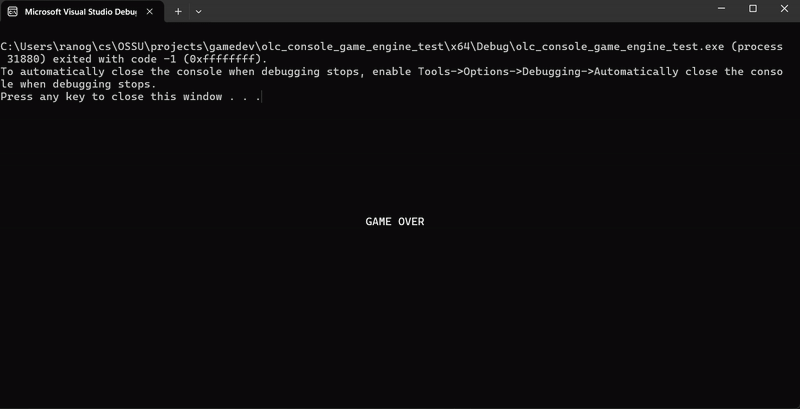 Microsoft Visual Studio Debu
C:\Users\ranog\cs\OSSU\projects\gamedev\olc_console_game_engine_test\x64\Debug\olc_console_game_engine_test.exe (process
31880) exited with code -1 (0xffffffff).
To automatically close the console when debugging stops, enable Tools->Options->Debugging->Automatically close the conso
le when debugging stops.
Press any key to close this window . . .
GAME OVER